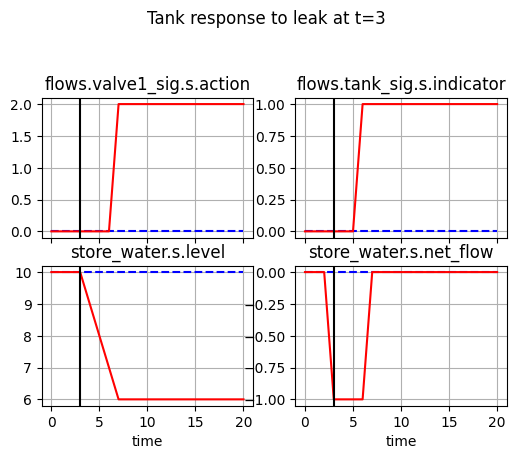 Tank response to leak at t=3
flows.valve1_sig.s.action
flows.tank_sig.s.indicator
2.0
1.5
1.0
0.5
0.0
1.00
0.75
0.50
0.25
0.00
store_water.s.level
store_water.s.net_flow
10
9
8
7
6
0 5 10 15 20
time
0.00
−0.25
−0.50
−0.75
−1.00
0 5 10 15 20
time